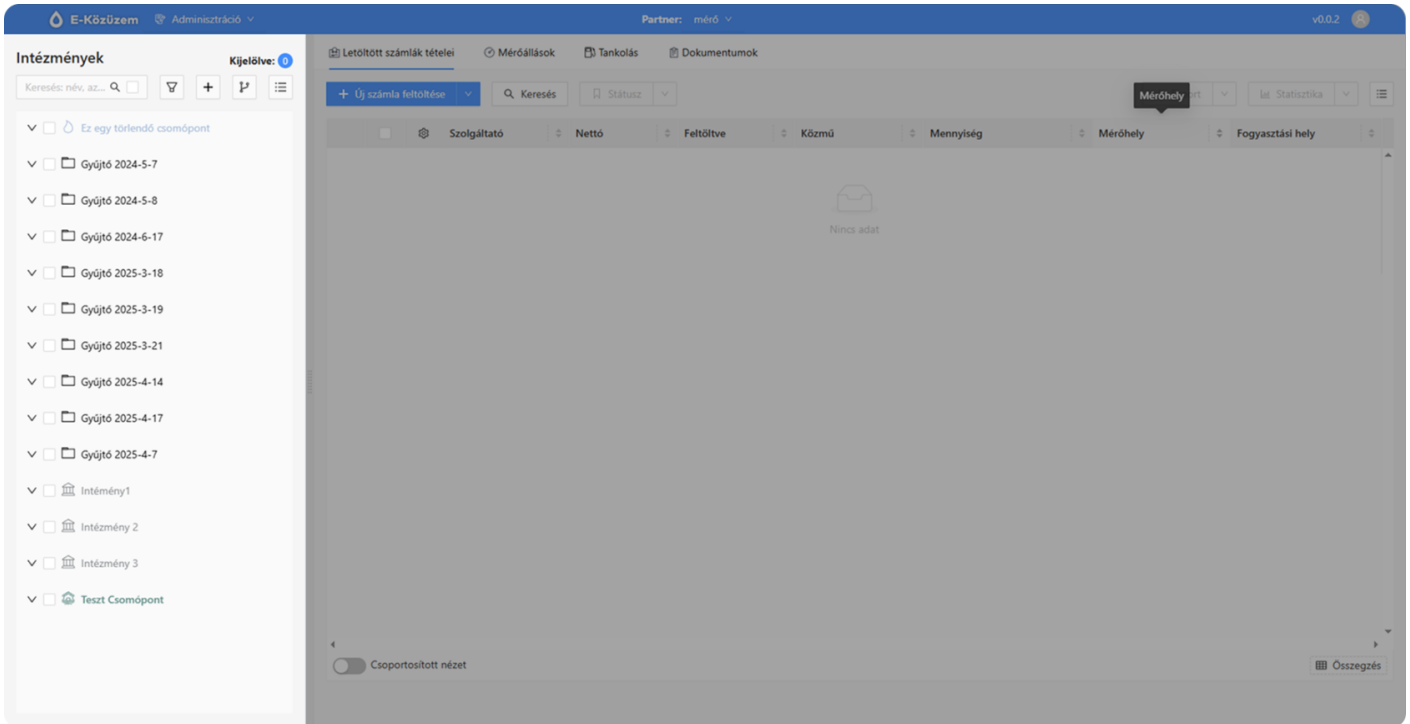 E-Közüzem Adminisztráció Partner: mérő v0.0.2
Intézmények Kijelölve: 0
Keresés: név, az...
Ez egy törlendő csomópont
Gyűjtő 2024-5-7
Gyűjtő 2024-5-8
Gyűjtő 2024-6-17
Gyűjtő 2025-3-18
Gyűjtő 2025-3-19
Gyűjtő 2025-3-21
Gyűjtő 2025-4-14
Gyűjtő 2025-4-17
Gyűjtő 2025-4-7
Intémény1
Intézmény 2
Intézmény 3
Teszt Csomópont
Letöltött számlák tételei Mérőállások Tankolás Dokumentumok
Új számla feltöltése Keresés Státusz Statisztika
Mérőhely
Szolgáltató Nettó Feltöltve Közmű Mennyiség Mérőhely Fogyasztási hely
Nincs adat
Csoportosított nézet Összegzés